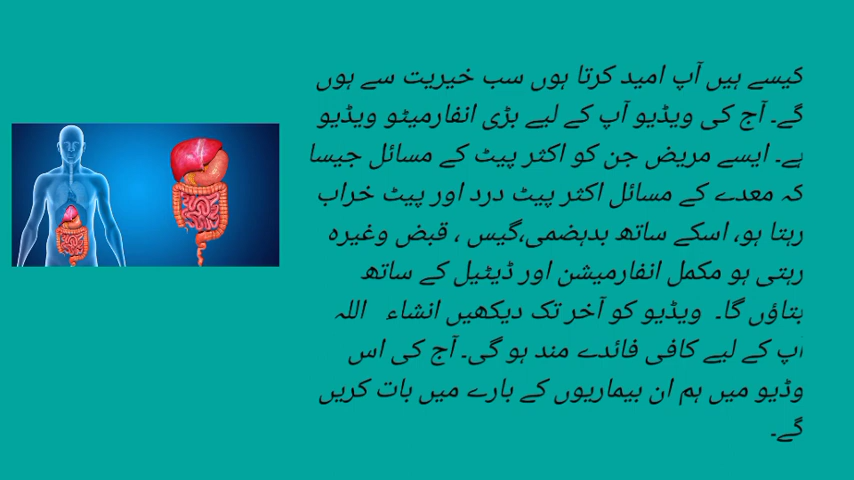 کیسے ہیں آپ امید کرتا ہوں سب خیریت سے ہوں
گے۔ آج کی ویڈیو آپ کے لیے بڑی انفارمیٹو ویڈیو
ہے۔ ایسے مریض جن کو اکثر پیٹ کے مسائل جیسا
کہ معدے کے مسائل اکثر پیٹ درد اور پیٹ خراب
رہتا ہو، اسکے ساتھ بدہضمی،گیس ، قبض وغیرہ
رہتی ہو مکمل انفارمیشن اور ڈیٹیل کے ساتھ
بتاؤں گا۔ ویڈیو کو آخر تک دیکھیں انشاء اللہ
آپ کے لیے کافی فائدے مند ہو گی۔ آج کی اس
وڈیو میں ہم ان بیماریوں کے بارے میں بات کریں
گے۔